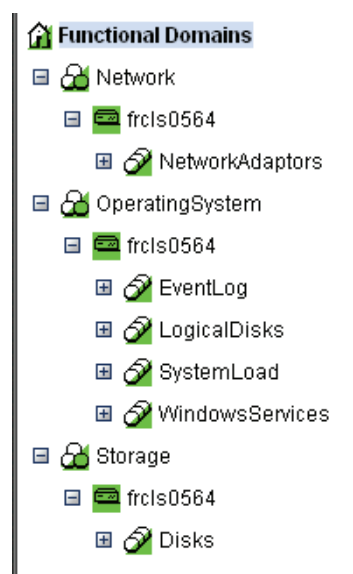 Functional Domains
Network
frcls0564
NetworkAdaptors
OperatingSystem
frcls0564
EventLog
LogicalDisks
SystemLoad
WindowsServices
Storage
frcls0564
Disks